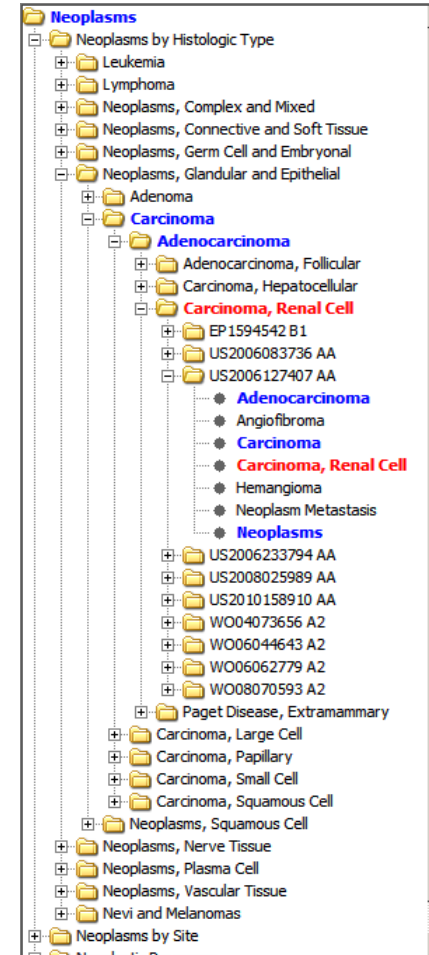 Neoplasms
Neoplasms by Histologic Type
Leukemia
Lymphoma
Neoplasms, Complex and Mixed
Neoplasms, Connective and Soft Tissue
Neoplasms, Germ Cell and Embryonal
Neoplasms, Glandular and Epithelial
Adenoma
Carcinoma
Adenocarcinoma
Adenocarcinoma, Follicular
Carcinoma, Hepatocellular
Carcinoma, Renal Cell
EP1594542 B1
US2006083736 AA
US2006127407 AA
Adenocarcinoma
Angiofibroma
Carcinoma
Carcinoma, Renal Cell
Hemangioma
Neoplasm Metastasis
Neoplasms
US2006233794 AA
US2008025989 AA
US2010158910 AA
WO04073656 A2
WO06044643 A2
WO06062779 A2
WO08070593 A2
Paget Disease, Extramammary
Carcinoma, Large Cell
Carcinoma, Papillary
Carcinoma, Small Cell
Carcinoma, Squamous Cell
Neoplasms, Squamous Cell
Neoplasms, Nerve Tissue
Neoplasms, Plasma Cell
Neoplasms, Vascular Tissue
Nevi and Melanomas
Neoplasms by Site